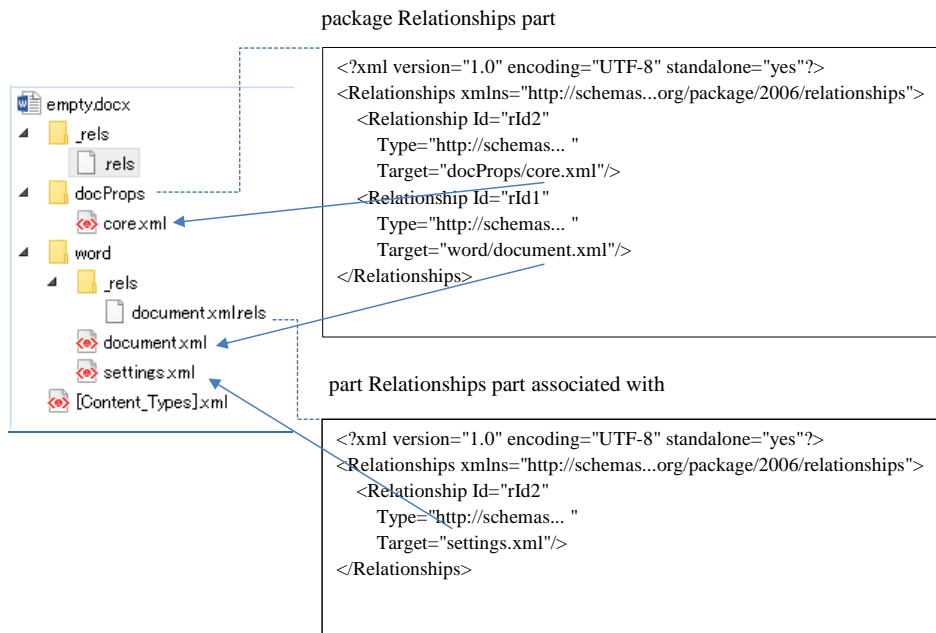 package Relationships part
<?xml version="1.0" encoding="UTF-8" standalone="yes"?>
<Relationships xmlns="http://schemas...org/package/2006/relationships">
<Relationship Id="rId2"
Type="http://schemas... "
Target="docProps/core.xml"/>
<Relationship Id="rId1"
Type="http://schemas... "
Target="word/document.xml"/>
</Relationships>
empty.docx
_rels
.rels
docProps
core.xml
word
_rels
document.xml.rels
document.xml
settings.xml
[Content_Types].xml
part Relationships part associated with
<?xml version="1.0" encoding="UTF-8" standalone="yes"?>
<Relationships xmlns="http://schemas...org/package/2006/relationships">
<Relationship Id="rId2"
Type="http://schemas... "
Target="settings.xml"/>
</Relationships>